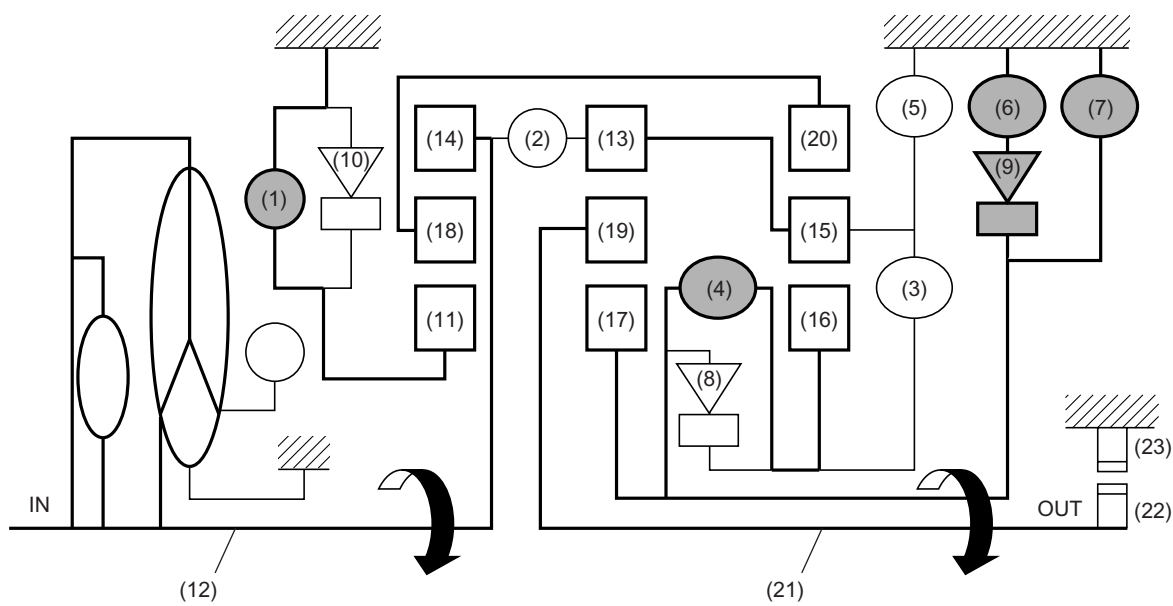 (5) (6) (7)
(14) (2) (13) (20)
(10) (9)
(1)
(18) (19) (15)
(4) (3)
(11) (17) (16)
(8)
(23)
IN OUT (22)
(12) (21)